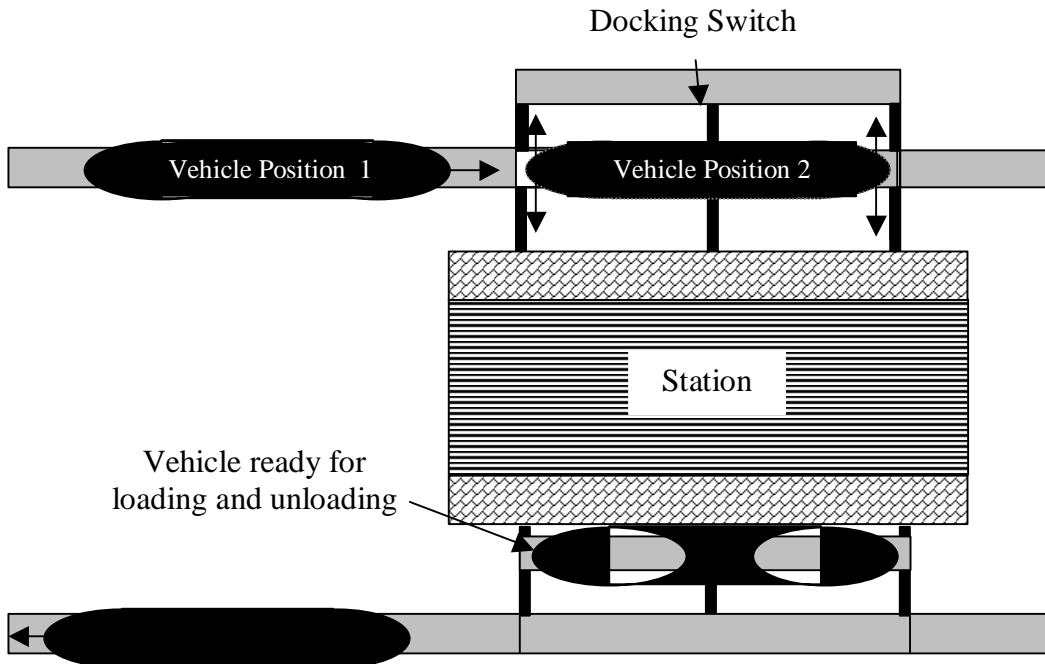 Docking Switch
Vehicle Position 1
Vehicle Position 2
Station
Vehicle ready for
loading and unloading